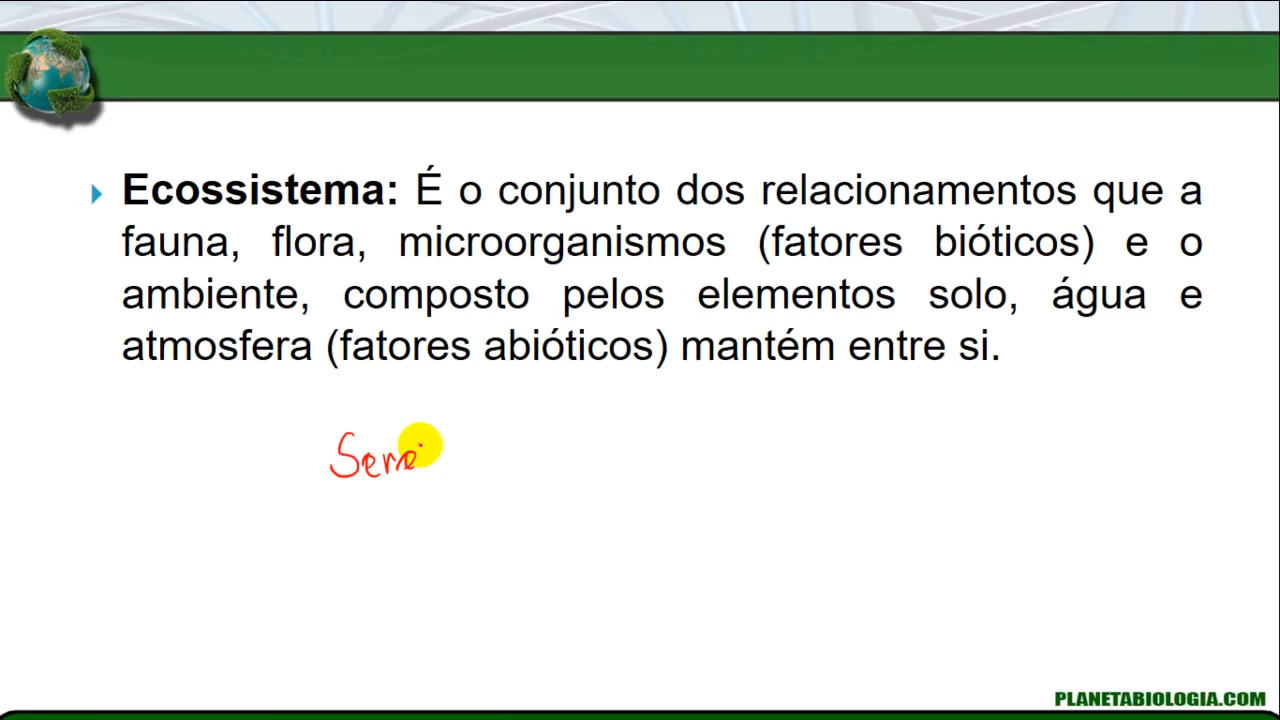 Ecossistema: É o conjunto dos relacionamentos que a
fauna, flora, microorganismos (fatores bióticos) e o
ambiente, composto pelos elementos solo, água e
atmosfera (fatores abióticos) mantém entre si.
Sere
PLANETABIOLOGIA.COM